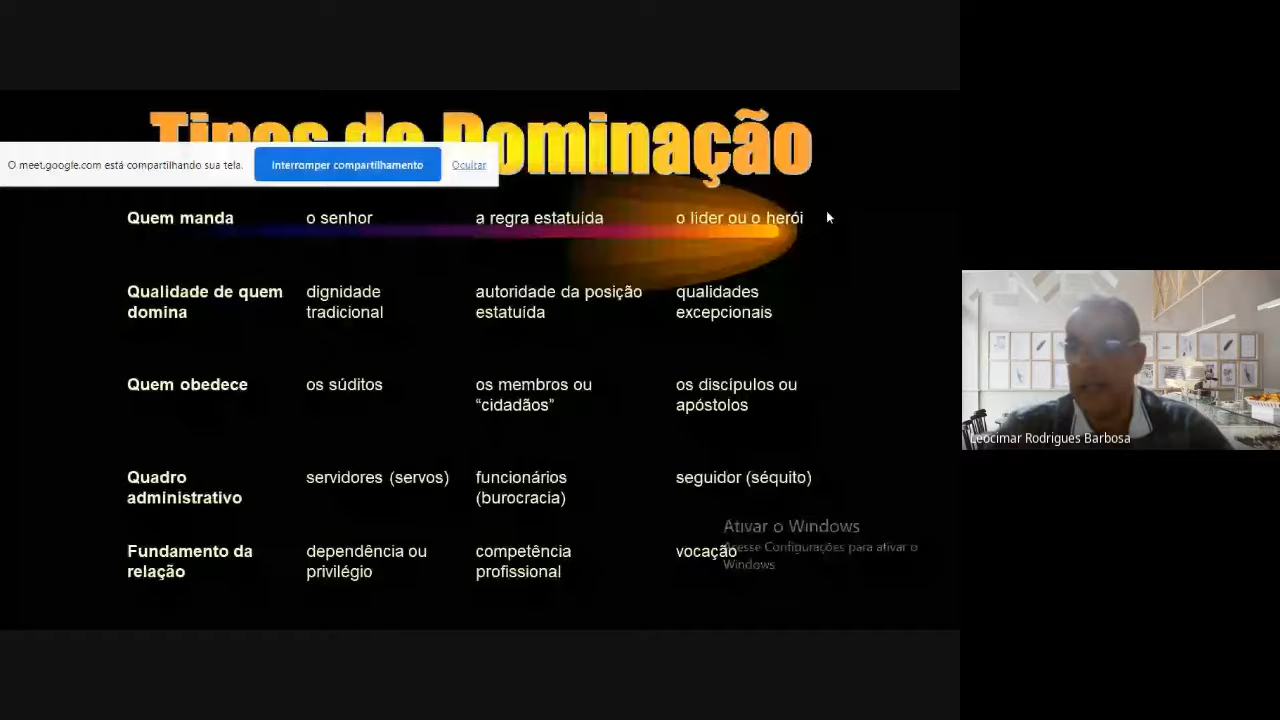 Tipos de Dominação
O meet.google.com está compartilhando sua tela. Interromper compartilhamento Ocultar
Quem manda o senhor a regra estatuída o líder ou o herói
Qualidade de quem domina dignidade tradicional autoridade da posição estatuída qualidades excepcionais
Quem obedece os súditos os membros ou “cidadãos” os discípulos ou apóstolos
Quadro administrativo servidores (servos) funcionários (burocracia) seguidor (séquito)
Fundamento da relação dependência ou privilégio competência profissional vocação
Ativar o Windows
Acesse Configurações para ativar o
Windows
Leocimar Rodrigues Barbosa